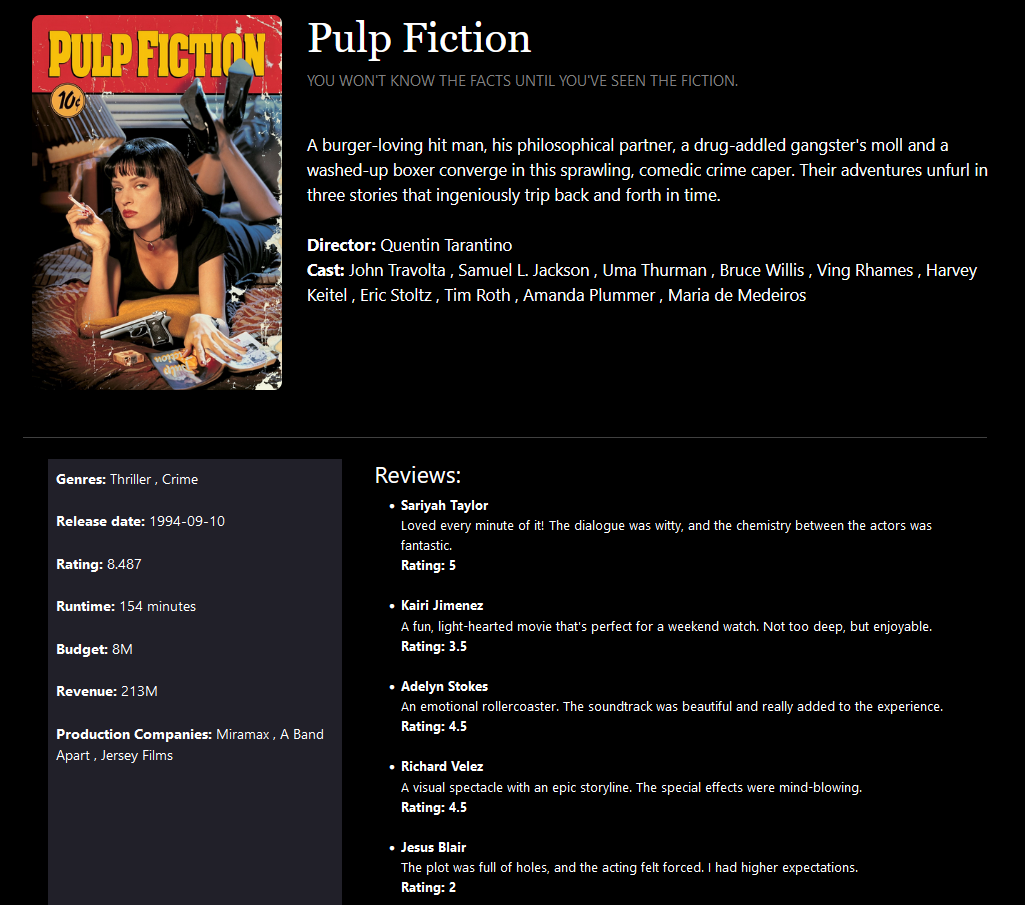 PULP FICTION
10¢
Pulp Fiction
YOU WON'T KNOW THE FACTS UNTIL YOU'VE SEEN THE FICTION.
A burger-loving hit man, his philosophical partner, a drug-addled gangster's moll and a
washed-up boxer converge in this sprawling, comedic crime caper. Their adventures unfurl in
three stories that ingeniously trip back and forth in time.
Director: Quentin Tarantino
Cast: John Travolta , Samuel L. Jackson , Uma Thurman , Bruce Willis , Ving Rhames , Harvey
Keitel , Eric Stoltz , Tim Roth , Amanda Plummer , Maria de Medeiros
Genres: Thriller , Crime
Release date: 1994-09-10
Rating: 8.487
Runtime: 154 minutes
Budget: 8M
Revenue: 213M
Production Companies: Miramax , A Band
Apart , Jersey Films
Reviews:
• Sariyah Taylor
Loved every minute of it! The dialogue was witty, and the chemistry between the actors was
fantastic.
Rating: 5
• Kairi Jimenez
A fun, light-hearted movie that's perfect for a weekend watch. Not too deep, but enjoyable.
Rating: 3.5
• Adelyn Stokes
An emotional rollercoaster. The soundtrack was beautiful and really added to the experience.
Rating: 4.5
• Richard Velez
A visual spectacle with an epic storyline. The special effects were mind-blowing.
Rating: 4.5
• Jesus Blair
The plot was full of holes, and the acting felt forced. I had higher expectations.
Rating: 2